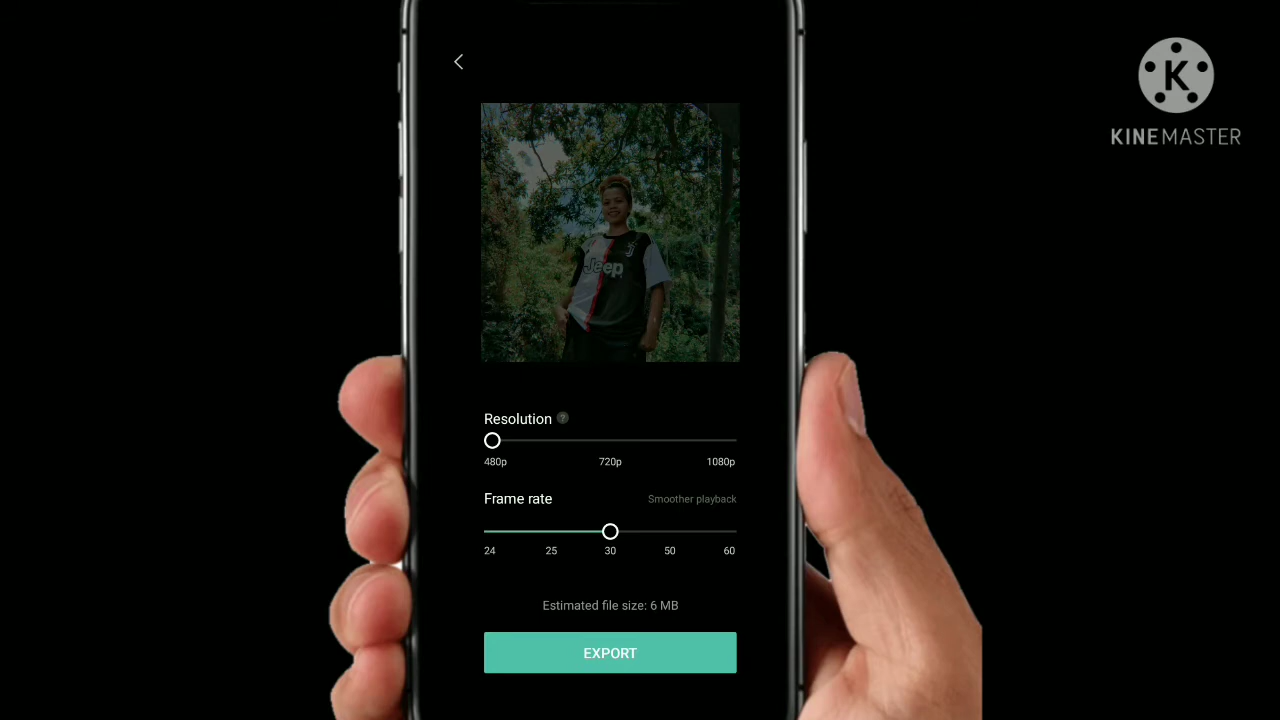 KINEMASTER
Jeep
Resolution ?
480p 720p 1080p
Frame rate Smoother playback
24 25 30 50 60
Estimated file size: 6 MB
EXPORT